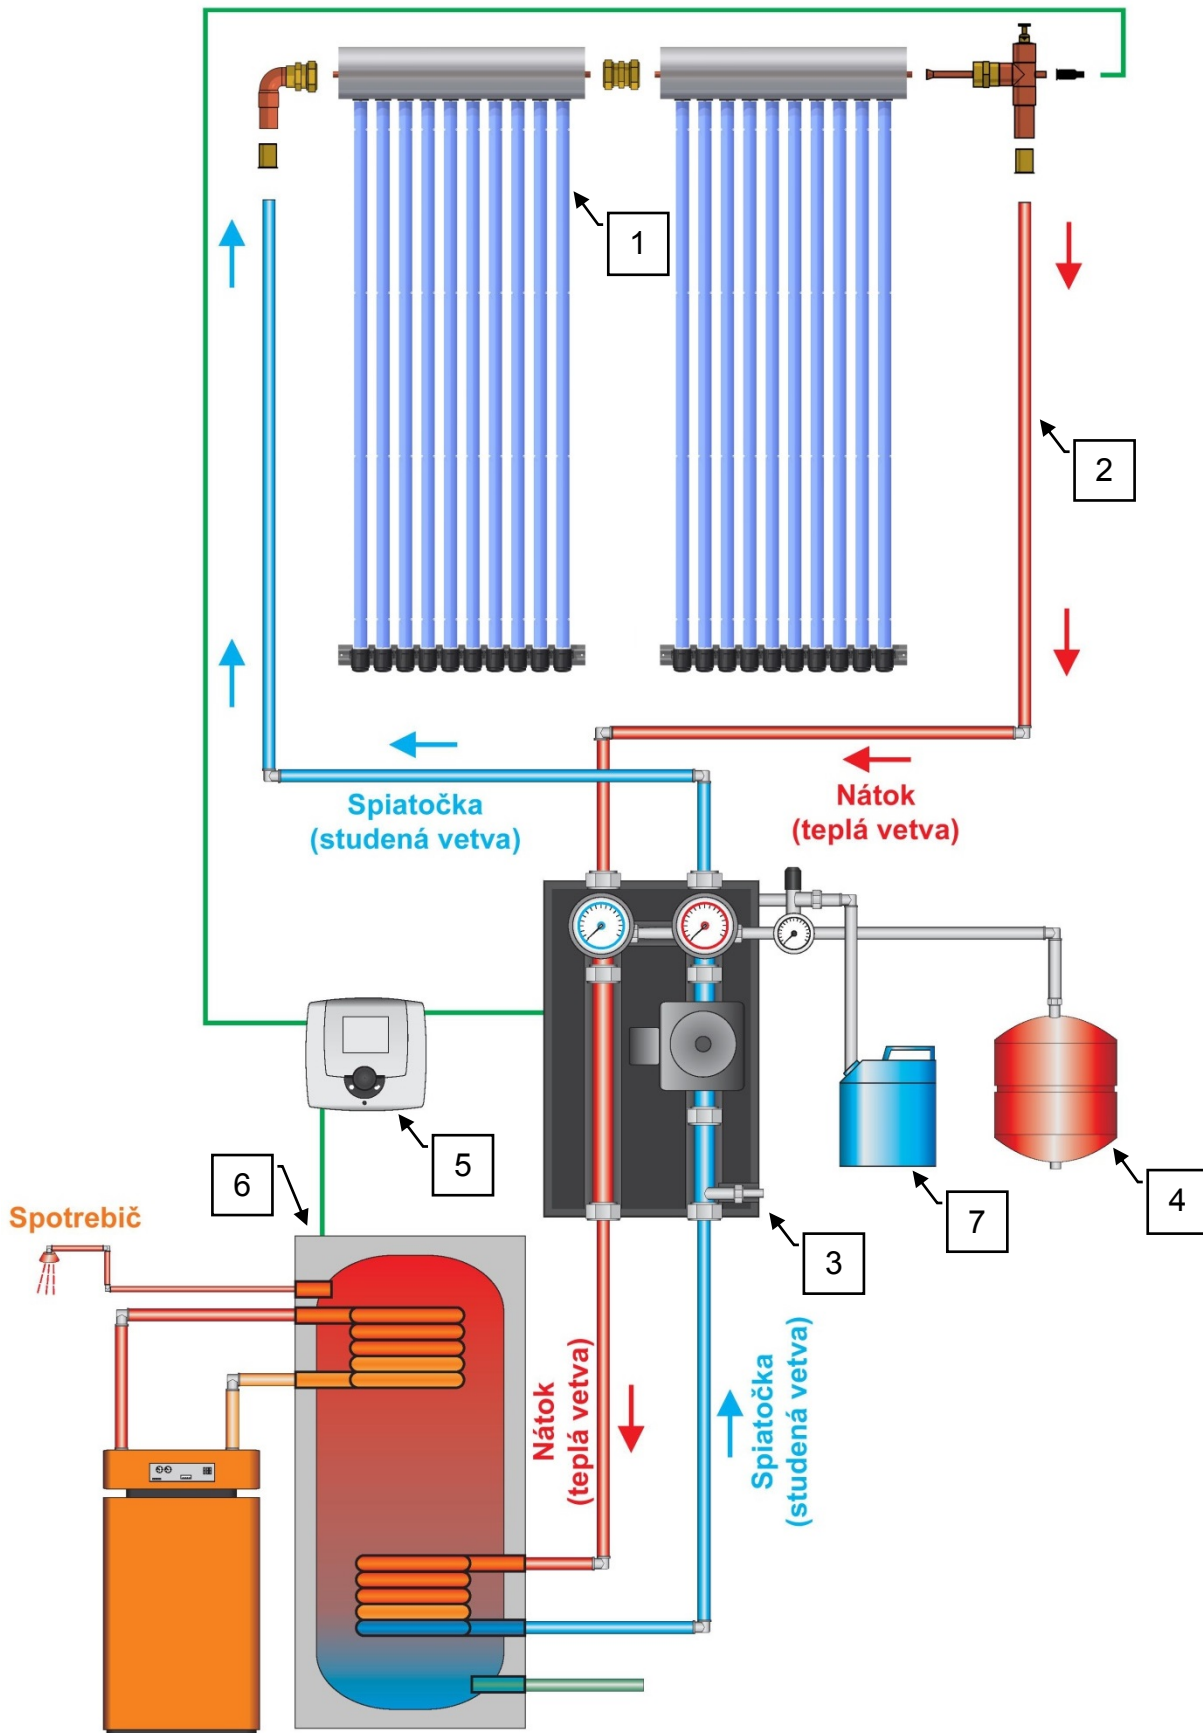 1
2
Spiatočka
(studená vetva)
Nátok
(teplá vetva)
5
6
Spotrebič
3
7
4
Nátok
(teplá vetva)
Spiatočka
(studená vetva)